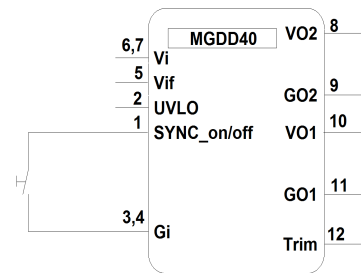 MGDD40
VO2 8
6,7 Vi
5 Vif
GO2 9
2 UVLO
1 SYNC_on/off
VO1 10
GO1 11
3,4 Gi
Trim 12